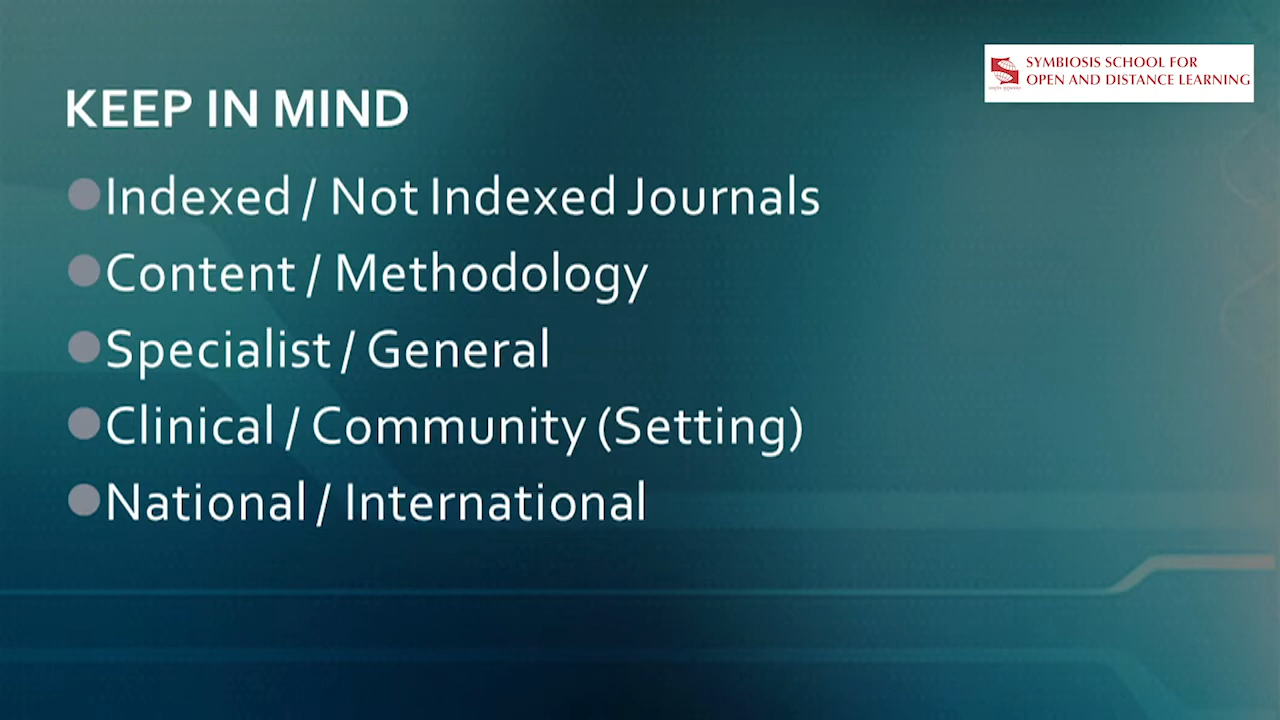 SYMBIOSIS SCHOOL FOR
OPEN AND DISTANCE LEARNING
KEEP IN MIND
Indexed / Not Indexed Journals
Content / Methodology
Specialist / General
Clinical / Community (Setting)
National / International